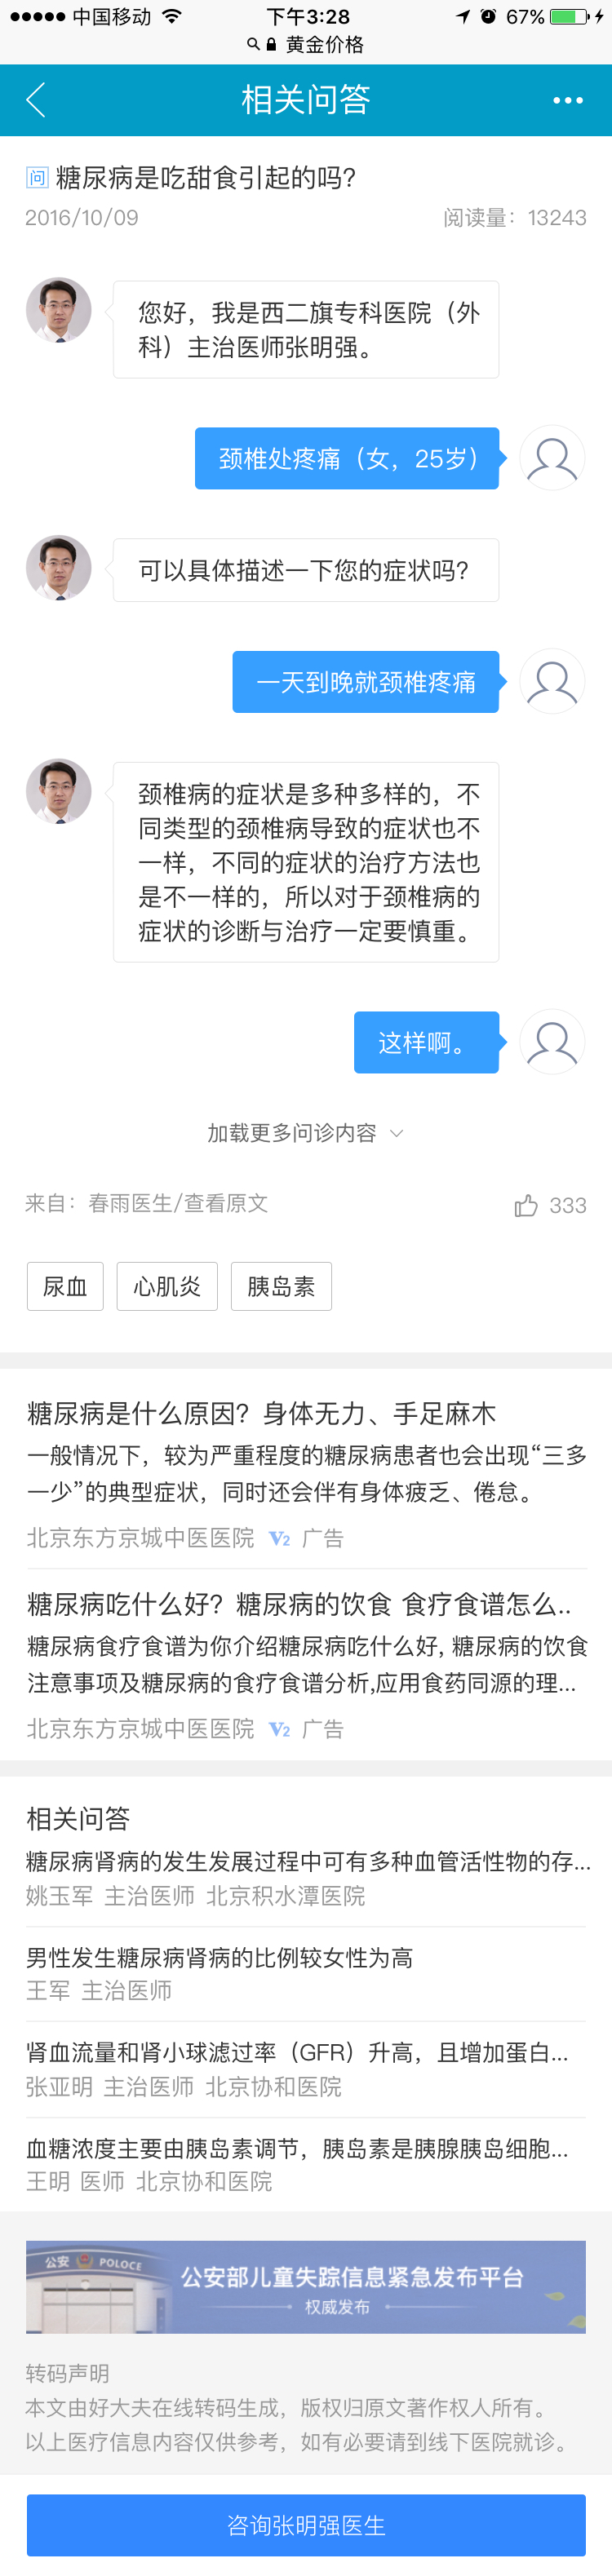 中国移动 下午3:28 67%
黄金价格
相关问答
问 糖尿病是吃甜食引起的吗?
2016/10/09 阅读量：13243
您好，我是西二旗专科医院（外
科）主治医师张明强。
颈椎处疼痛（女，25岁）
可以具体描述一下您的症状吗?
一天到晚就颈椎疼痛
颈椎病的症状是多种多样的，不
同类型的颈椎病导致的症状也不
一样，不同的症状的治疗方法也
是不一样的，所以对于颈椎病的
症状的诊断与治疗一定要慎重。
这样啊。
加载更多问诊内容
来自：春雨医生/查看原文 333
尿血 心肌炎 胰岛素
糖尿病是什么原因？身体无力、手足麻木
一般情况下，较为严重程度的糖尿病患者也会出现“三多
一少”的典型症状，同时还会伴有身体疲乏、倦怠。
北京东方京城中医医院 V2 广告
糖尿病吃什么好？糖尿病的饮食 食疗食谱怎么..
糖尿病食疗食谱为你介绍糖尿病吃什么好,糖尿病的饮食
注意事项及糖尿病的食疗食谱分析,应用食药同源的理...
北京东方京城中医医院 V2 广告
相关问答
糖尿病肾病的发生发展过程中可有多种血管活性物的存...
姚玉军 主治医师 北京积水潭医院
男性发生糖尿病肾病的比例较女性为高
王军 主治医师
肾血流量和肾小球滤过率（GFR）升高，且增加蛋白...
张亚明 主治医师 北京协和医院
血糖浓度主要由胰岛素调节，胰岛素是胰腺胰岛细胞...
王明 医师 北京协和医院
公安 POLOCE
公安部儿童失踪信息紧急发布平台
权威发布
转码声明
本文由好大夫在线转码生成，版权归原文著作权人所有。
以上医疗信息内容仅供参考，如有必要请到线下医院就诊。
咨询张明强医生